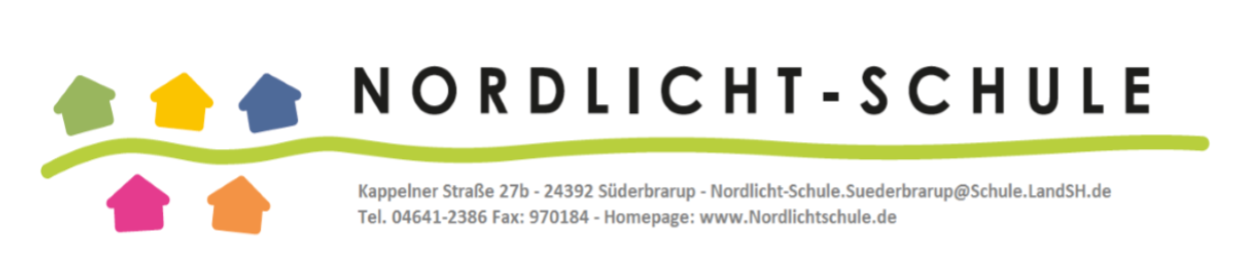 NORDLICHT-SCHULE
Kappelner Straße 27b - 24392 Süderbrarup - Nordlicht-Schule.Suederbrarup@Schule.LandSH.de
Tel. 04641-2386 Fax: 970184 - Homepage: www.Nordlichtschule.de